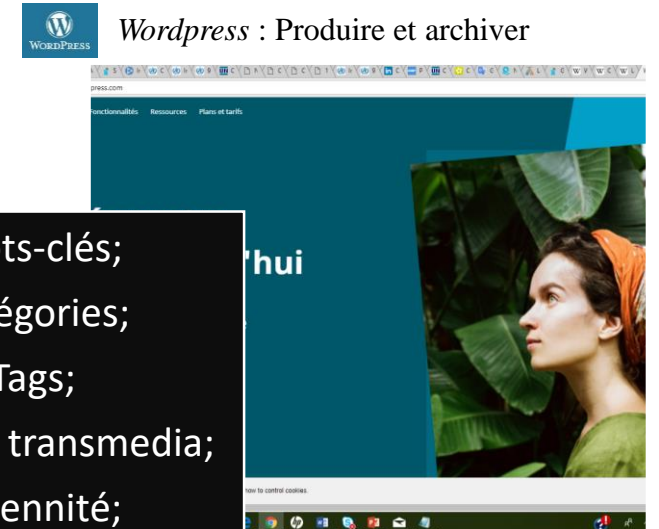 WORDPRESS
Wordpress : Produire et archiver
press.com
Fonctionnalités Ressources Plans et tarifs
'hui
ts-clés;
égories;
Tags;
transmedia;
ennité;
how to control cookies.